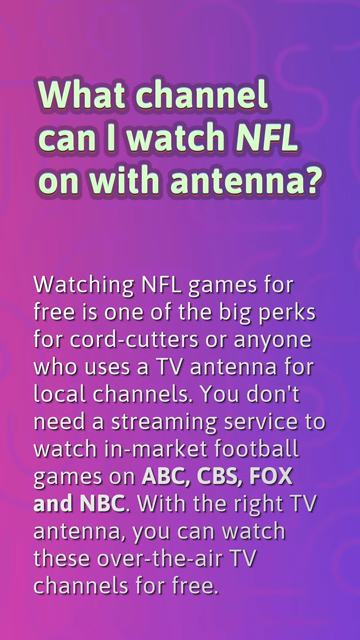 What channel
can I watch NFL
on with antenna?
Watching NFL games for
free is one of the big perks
for cord-cutters or anyone
who uses a TV antenna for
local channels. You don't
need a streaming service to
watch in-market football
games on ABC, CBS, FOX
and NBC. With the right TV
antenna, you can watch
these over-the-air TV
channels for free.